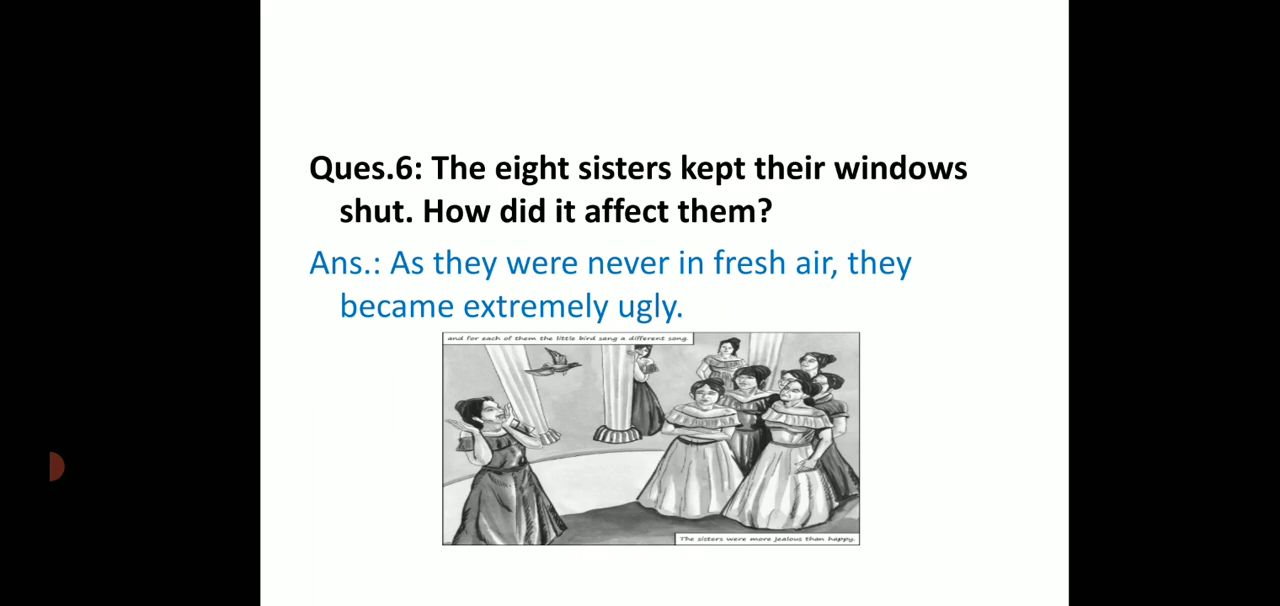 Ques.6: The eight sisters kept their windows
shut. How did it affect them?
Ans.: As they were never in fresh air, they
became extremely ugly.
and for each of them the little bird sang a different song.
The sisters were more jealous than happy.